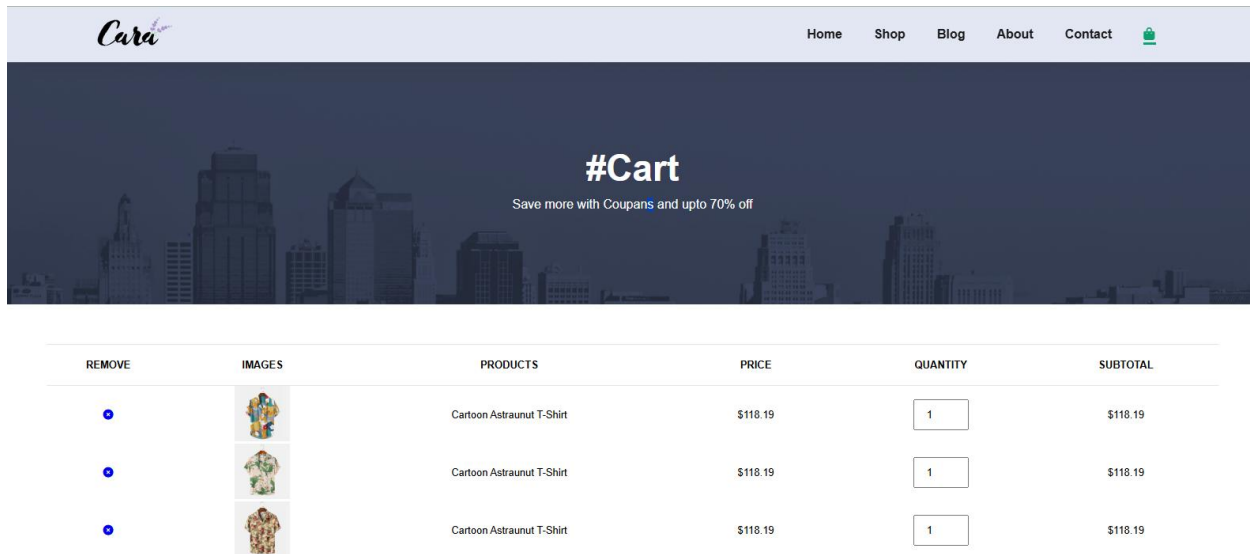 Cara
Home Shop Blog About Contact
#Cart
Save more with Coupans and upto 70% off
REMOVE IMAGES PRODUCTS PRICE QUANTITY SUBTOTAL
Cartoon Astraunut T-Shirt $118.19 1 $118.19
Cartoon Astraunut T-Shirt $118.19 1 $118.19
Cartoon Astraunut T-Shirt $118.19 1 $118.19